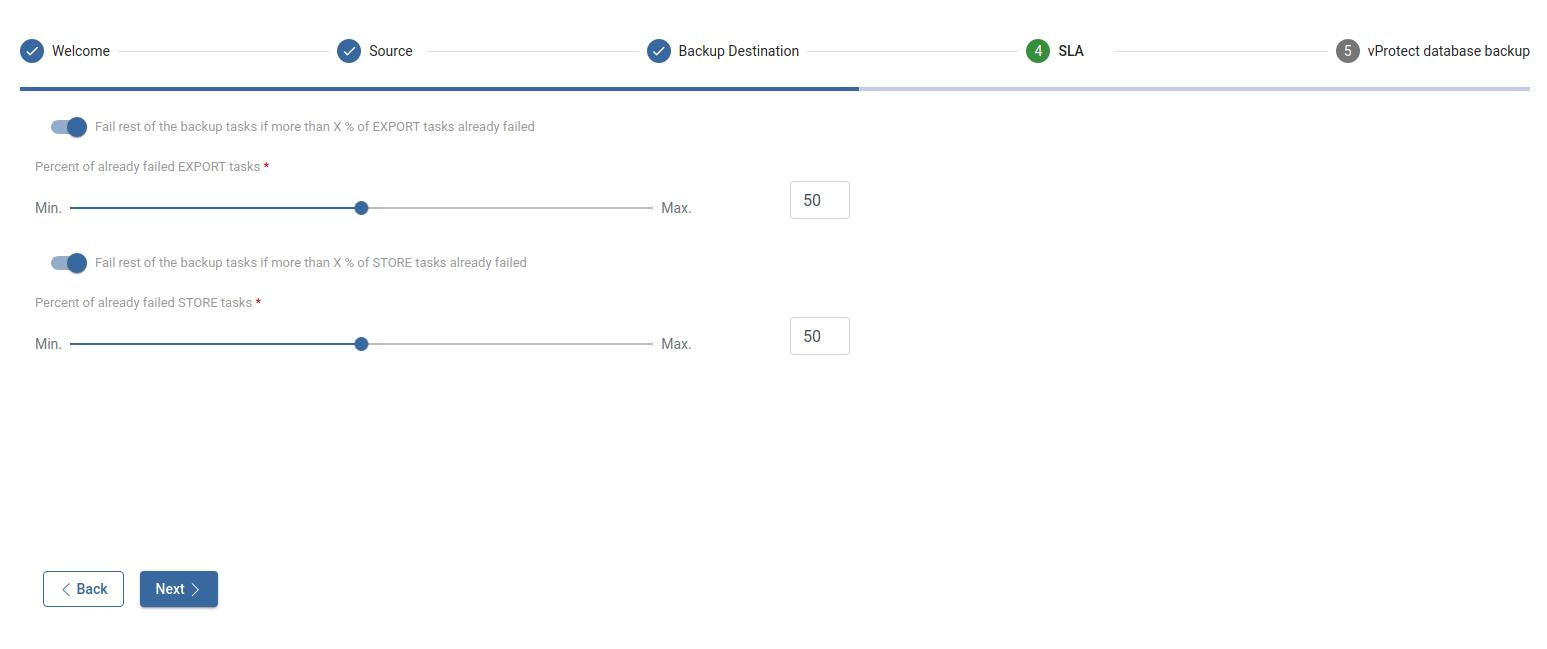 Welcome Source Backup Destination 4 SLA 5 vProtect database backup
Fail rest of the backup tasks if more than X % of EXPORT tasks already failed
Percent of already failed EXPORT tasks *
Min. Max. 50
Fail rest of the backup tasks if more than X % of STORE tasks already failed
Percent of already failed STORE tasks *
Min. Max. 50
Back Next